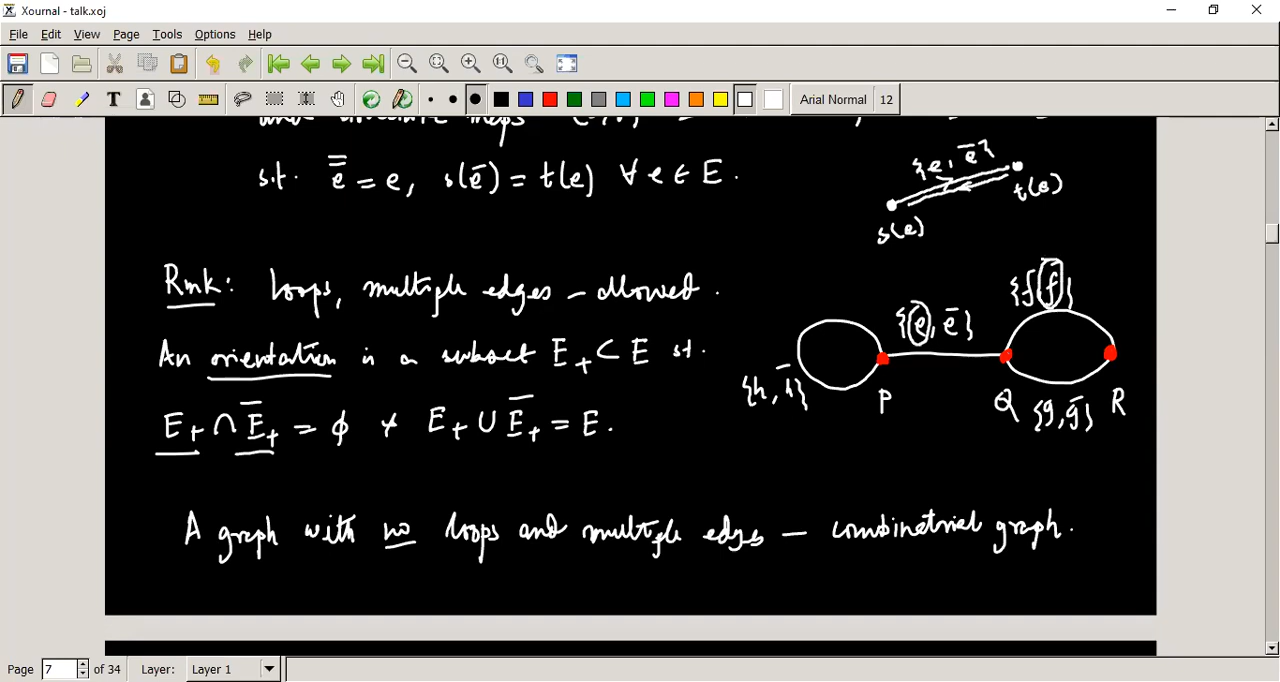 Xournal - talk.xoj
File Edit View Page Tools Options Help
Arial Normal 12
s.t. e̿ = e, s(ē) = t(e) ∀ e ∈ E.
{e, ē}
t(e)
s(e)
Rmk: loops, multiple edges - allowed.
An orientation is a subset E₊ ⊂ E st.
E₊ ∩ Ē₊ = ϕ + E₊ ∪ Ē₊ = E.
{f, f̄}
{e, ē}
{h, h̄}
P
Q {g, ḡ} R
A graph with no loops and multiple edges - combinatorial graph.
Page 7 of 34 Layer: Layer 1